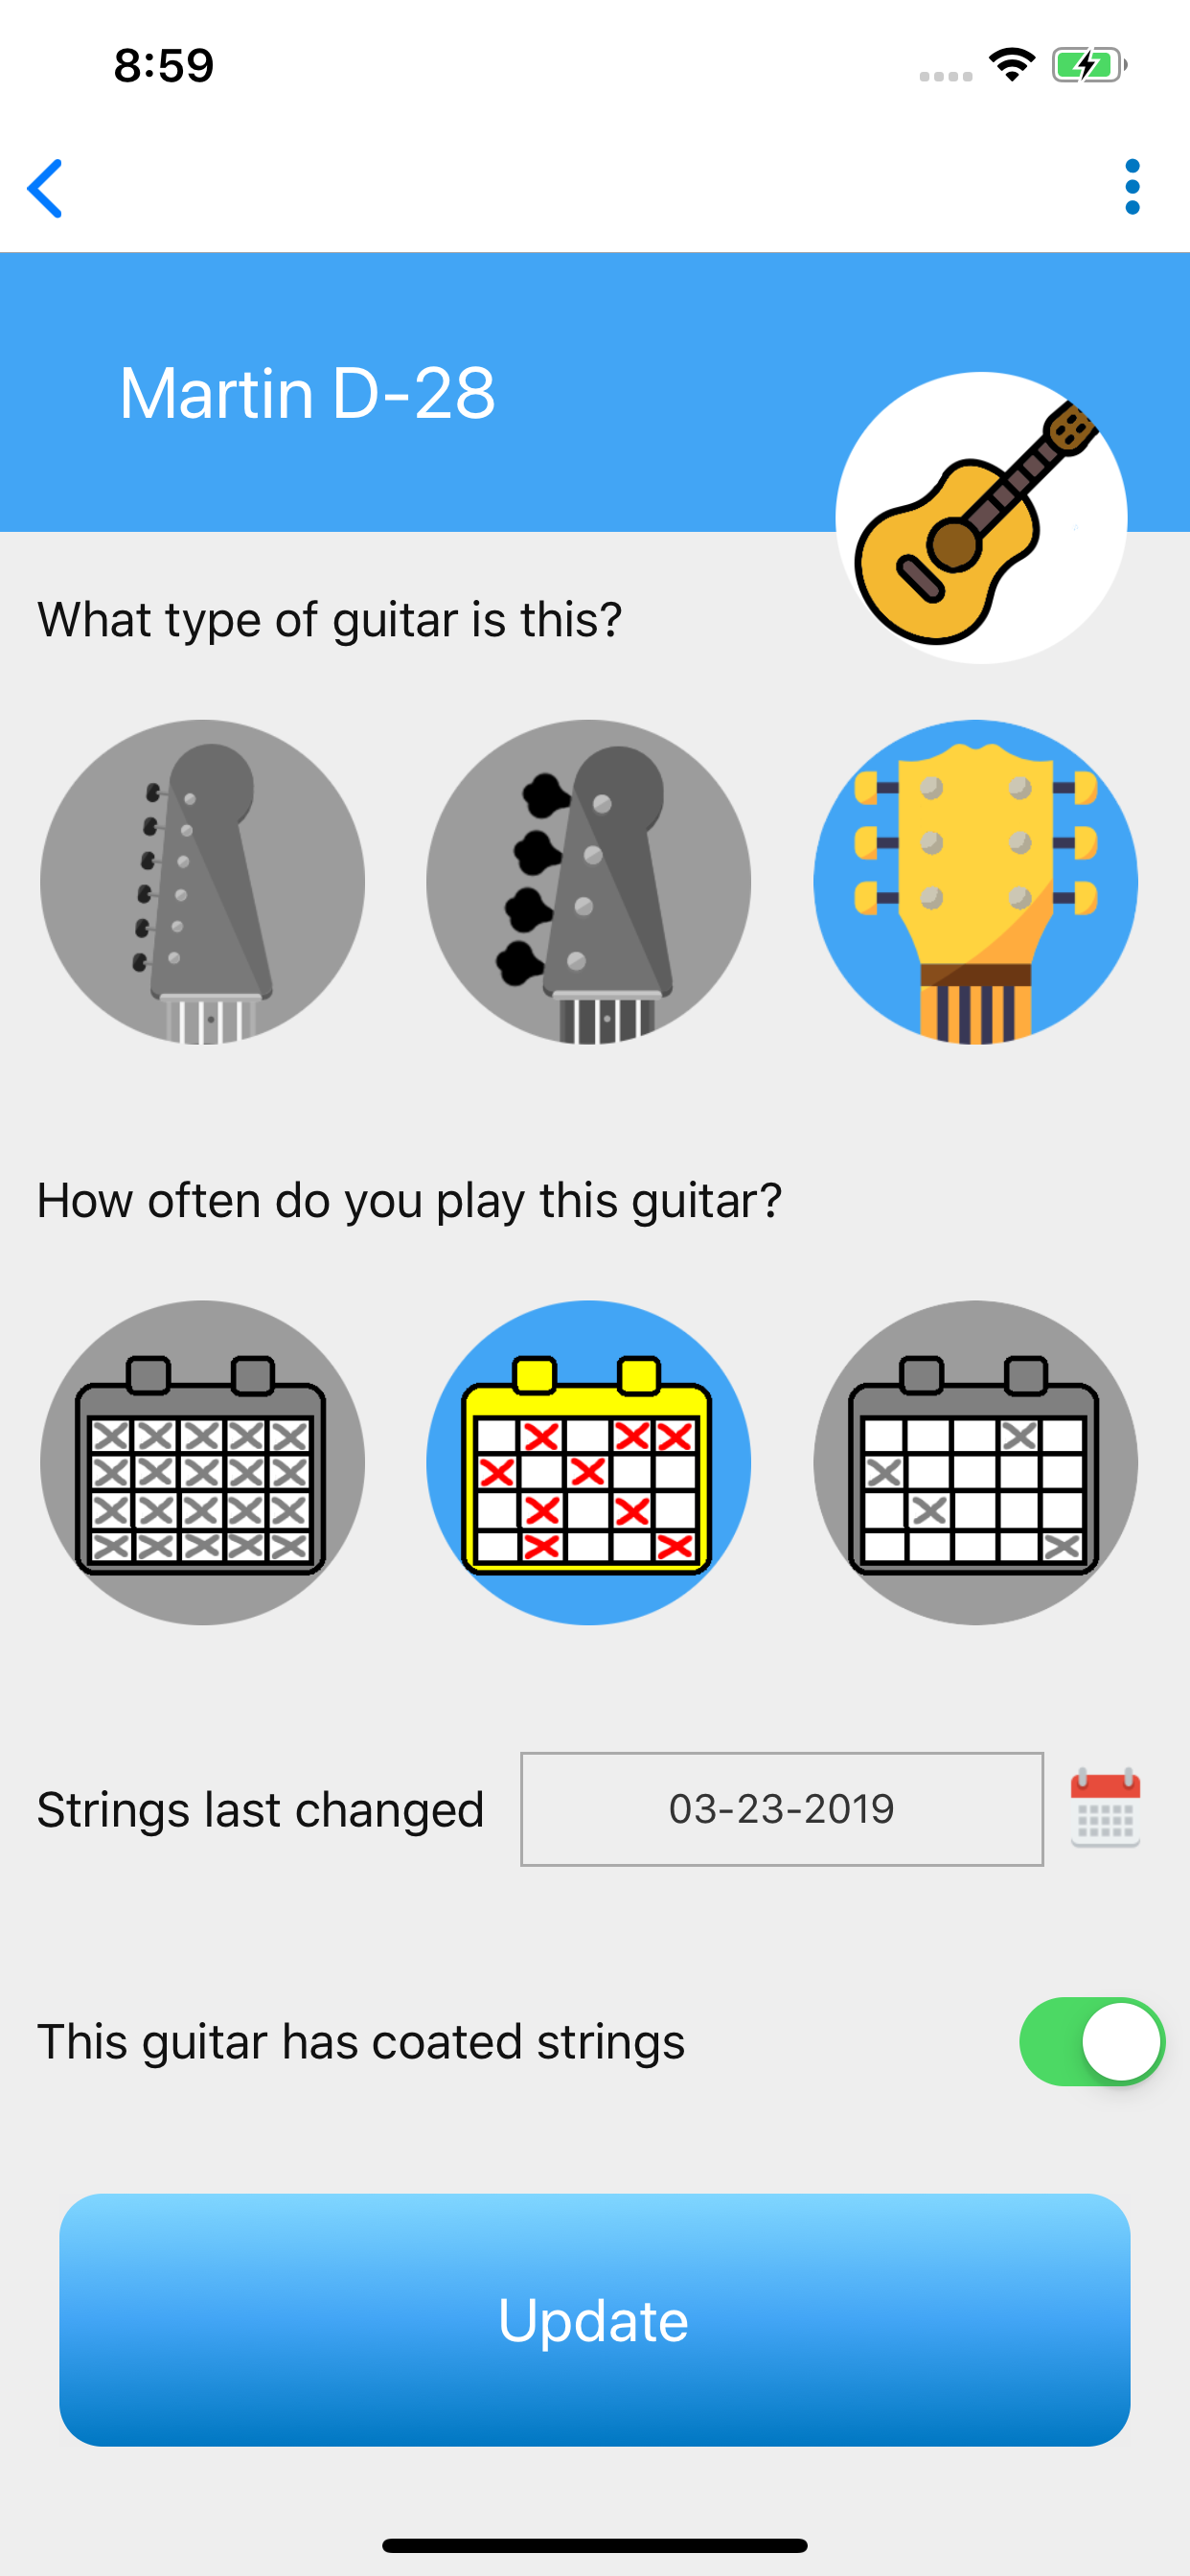 8:59
Martin D-28
What type of guitar is this?
How often do you play this guitar?
Strings last changed 03-23-2019
This guitar has coated strings
Update